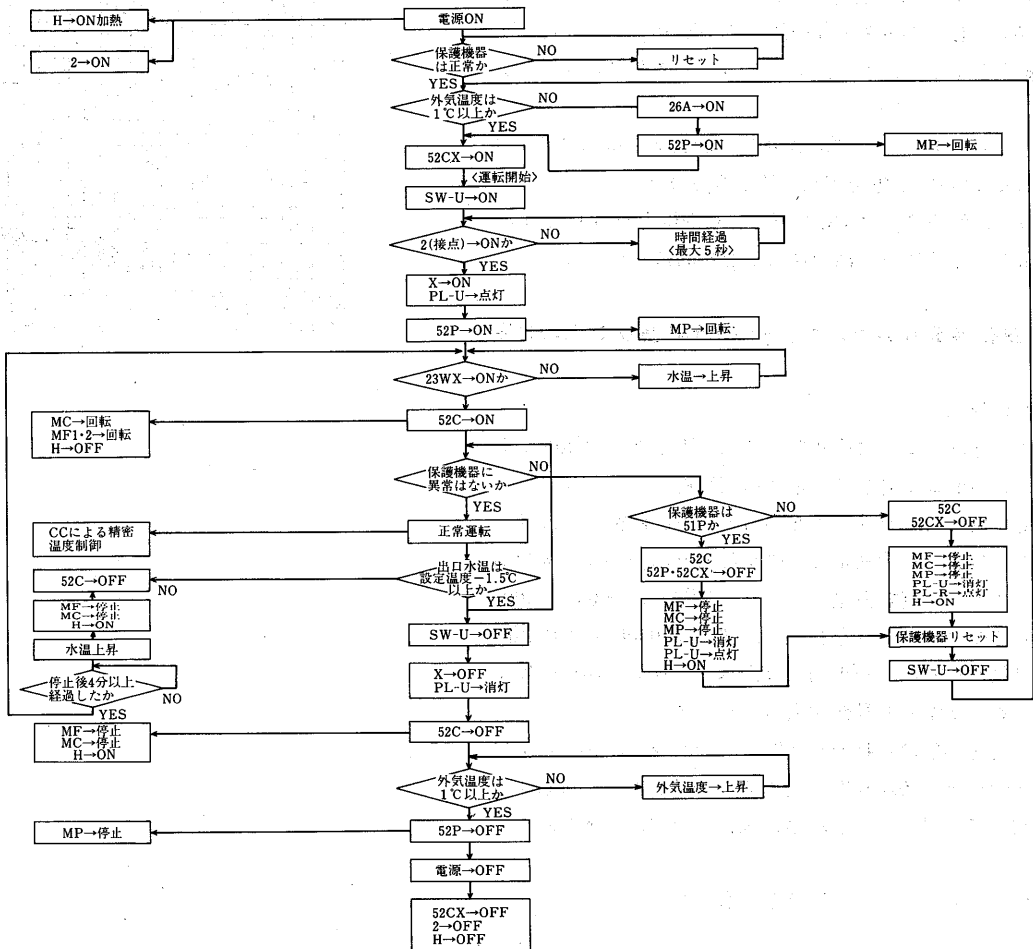 電源ON
H→ON加熱
2→ON
保護機器
は正常か
NO
リセット
YES
外気温度は
1℃以上か
NO
26A→ON
YES
52P→ON
MP→回転
52CX→ON
〈運転開始〉
SW-U→ON
2(接点)→ONか
NO
時間経過
〈最大5秒〉
YES
X→ON
PL-U→点灯
52P→ON
MP→回転
23WX→ONか
NO
水温→上昇
52C→ON
MC→回転
MF1・2→回転
H→OFF
保護機器に
異常はないか
NO
YES
保護機器は
51Pか
NO
52C
52CX→OFF
YES
正常運転
CCによる精密
温度制御
52C
52P・52CX→OFF
MF→停止
MC→停止
MP→停止
PL-U→消灯
PL-R→点灯
H→ON
出口水温は
設定温度－1.5℃
以上か
52C→OFF
NO
YES
MF→停止
MC→停止
H→ON
MF→停止
MC→停止
MP→停止
PL-U→消灯
PL-U→点灯
H→ON
SW-U→OFF
保護機器リセット
水温上昇
SW-U→OFF
停止後4分以上
経過したか
NO
YES
X→OFF
PL-U→消灯
MF→停止
MC→停止
H→ON
52C→OFF
外気温度は
1℃以上か
NO
外気温度→上昇
YES
MP→停止
52P→OFF
電源→OFF
52CX→OFF
2→OFF
H→OFF